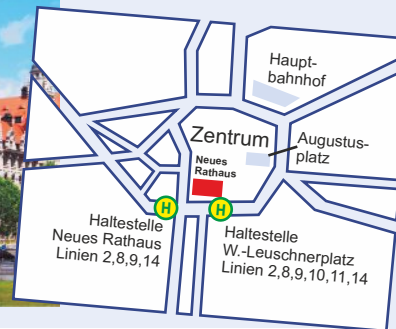 Haupt-
bahnhof
Zentrum
Augustus-
platz
Neues
Rathaus
H
H
Haltestelle
Neues Rathaus
Linien 2,8,9,14
Haltestelle
W.-Leuschnerplatz
Linien 2,8,9,10,11,14